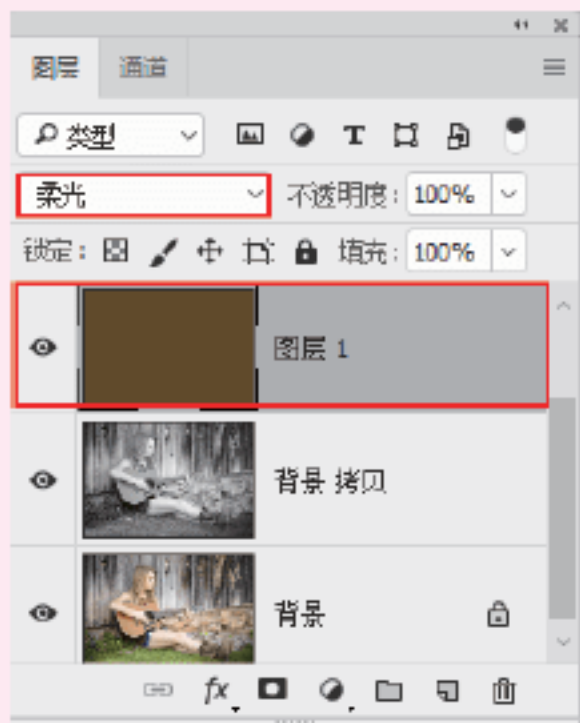 图层 通道
类型
柔光 不透明度: 100%
锁定: 填充: 100%
图层 1
背景 拷贝
背景
fx